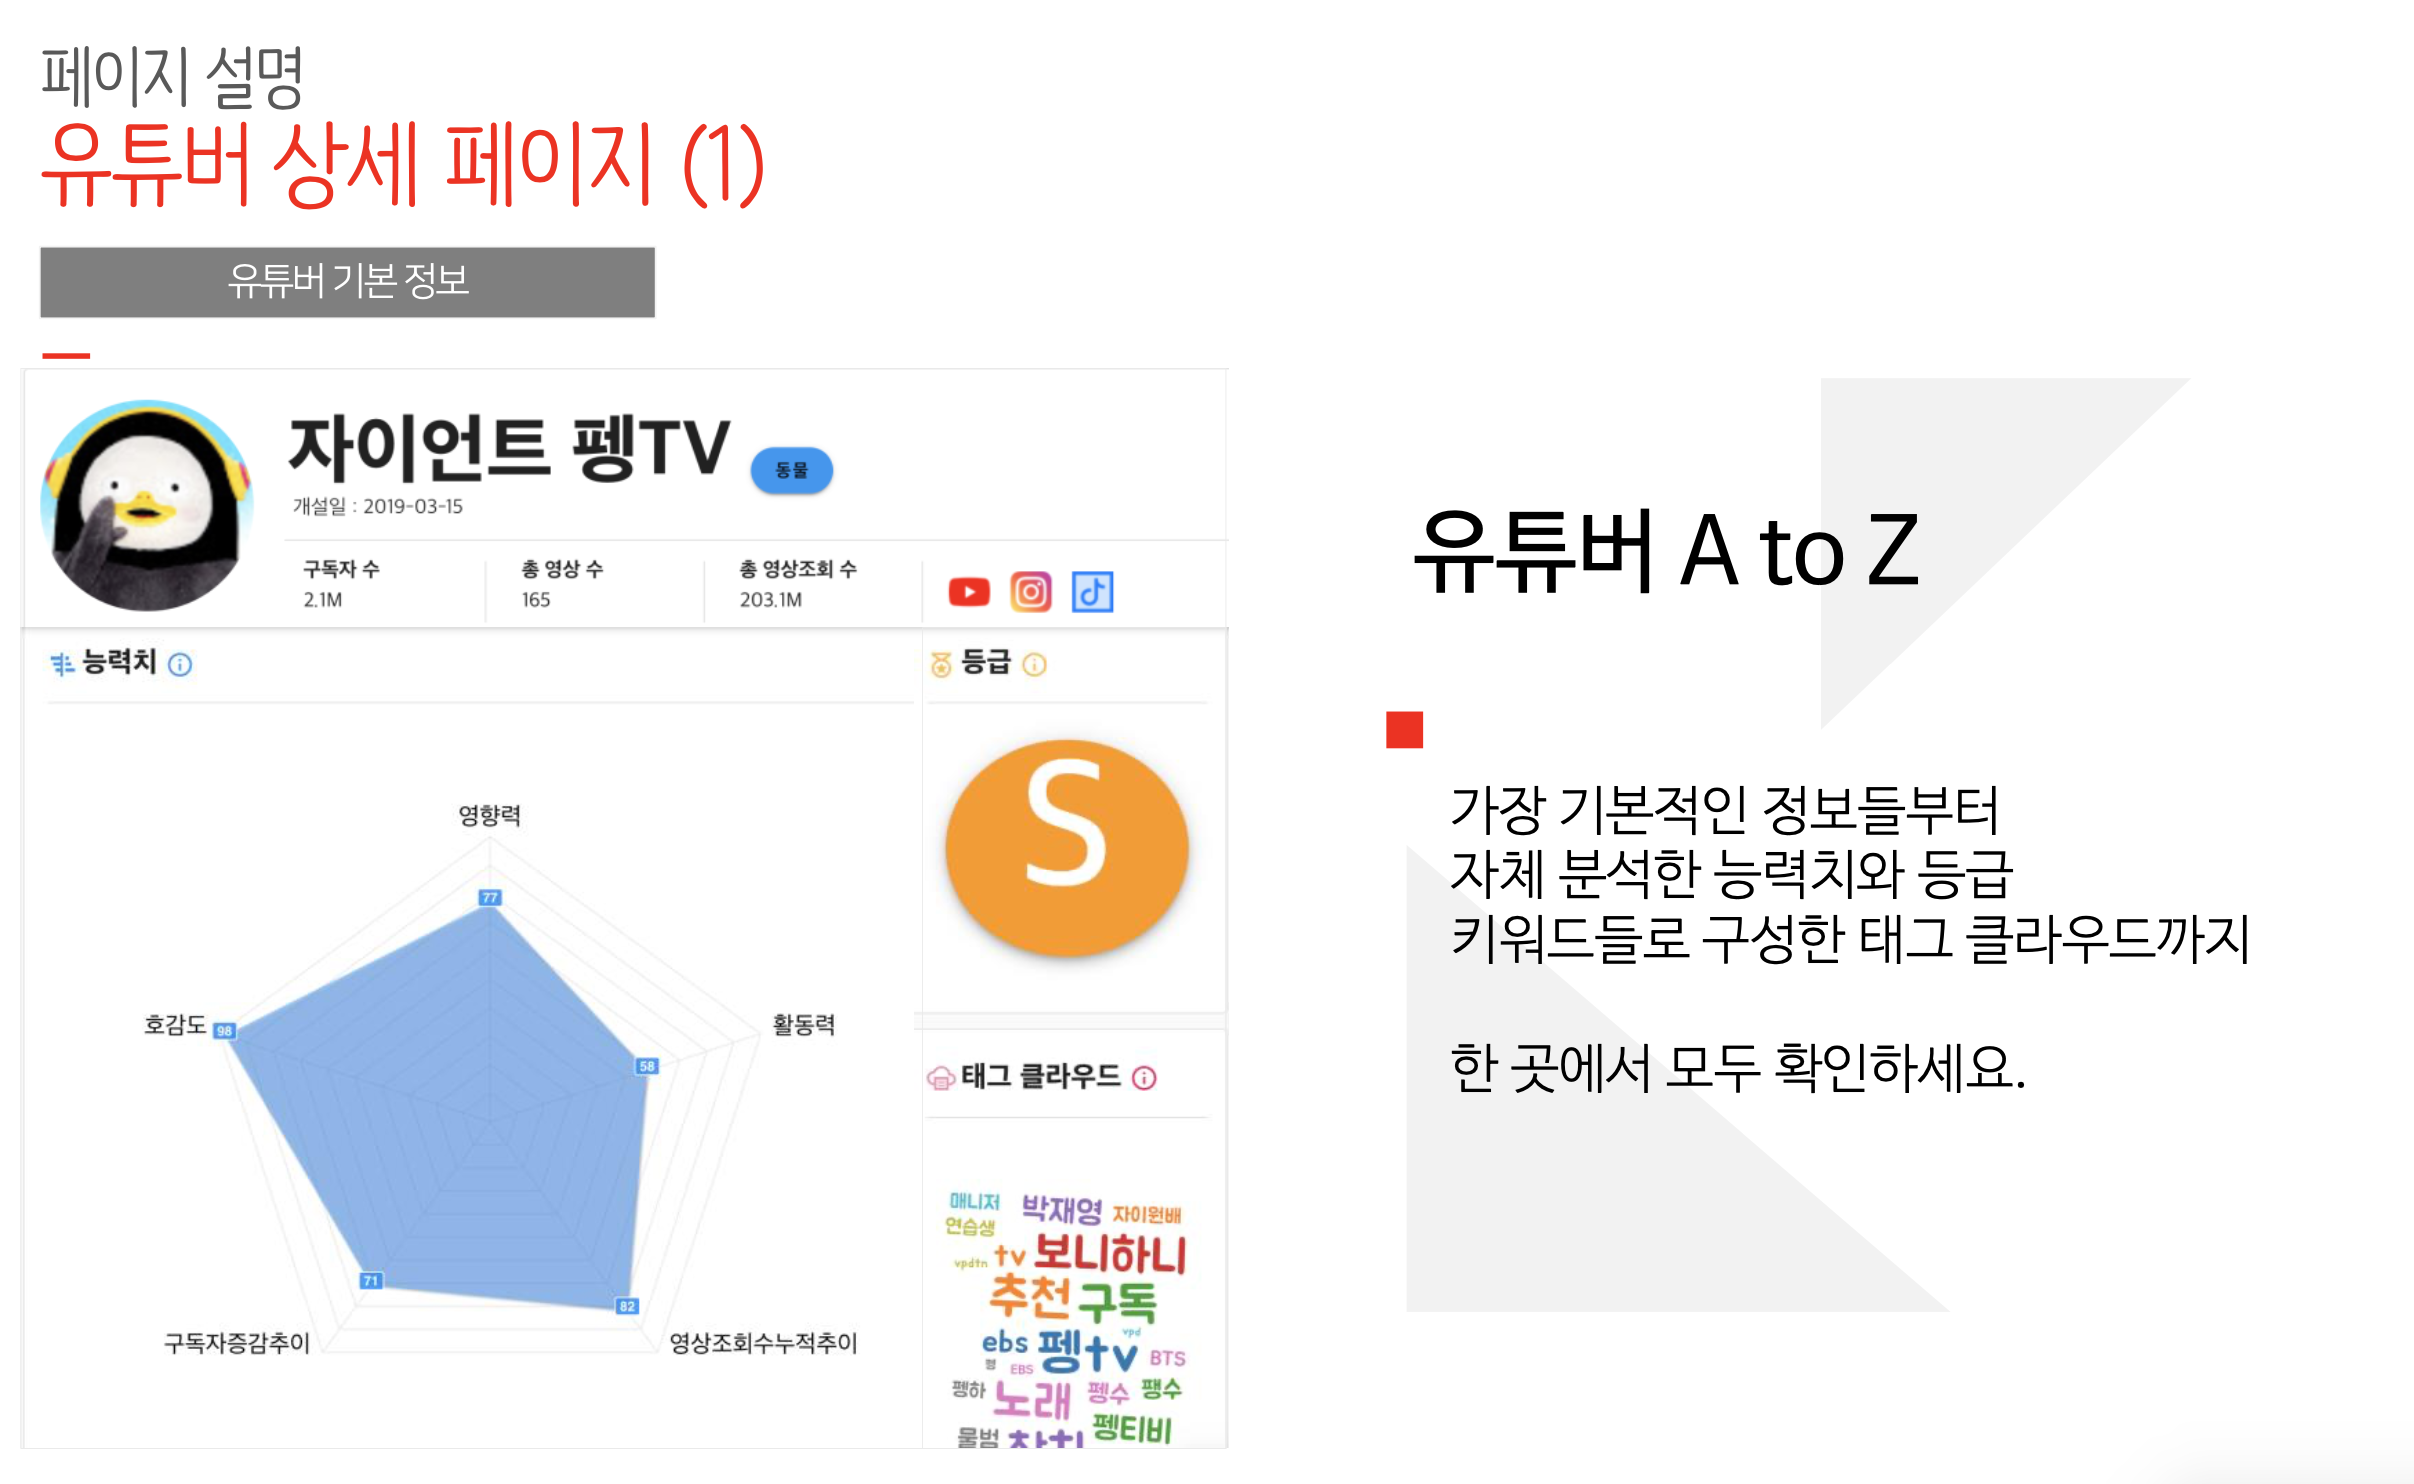 페이지 설명
유튜버 상세 페이지 (1)
유튜버 기본 정보
자이언트 펭TV
동물
개설일 : 2019-03-15
구독자 수
2.1M
총 영상 수
165
총 영상조회 수
203.1M
능력치
영향력
77
활동력
58
영상조회수누적추이
82
구독자증감추이
71
호감도
98
등급
S
태그 클라우드
매니저
박재영
자이원배
연습생
vpdtn
tv
보니하니
추천
구독
ebs
펭tv
vpd
BTS
EBS
펭하
노래
펭수
팽수
펭티비
물범
유튜버 A to Z
가장 기본적인 정보들부터
자체 분석한 능력치와 등급
키워드들로 구성한 태그 클라우드까지
한 곳에서 모두 확인하세요.